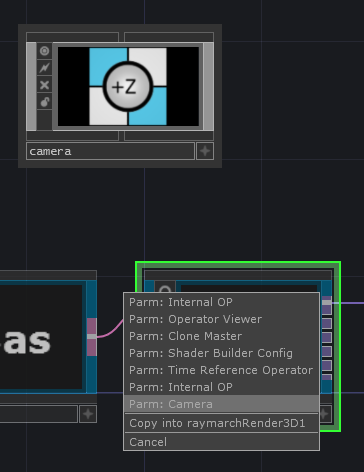 +Z
camera
as
Parm: Internal OP
Parm: Operator Viewer
Parm: Clone Master
Parm: Shader Builder Config
Parm: Time Reference Operator
Parm: Internal OP
Parm: Camera
Copy into raymarchRender3D1
Cancel